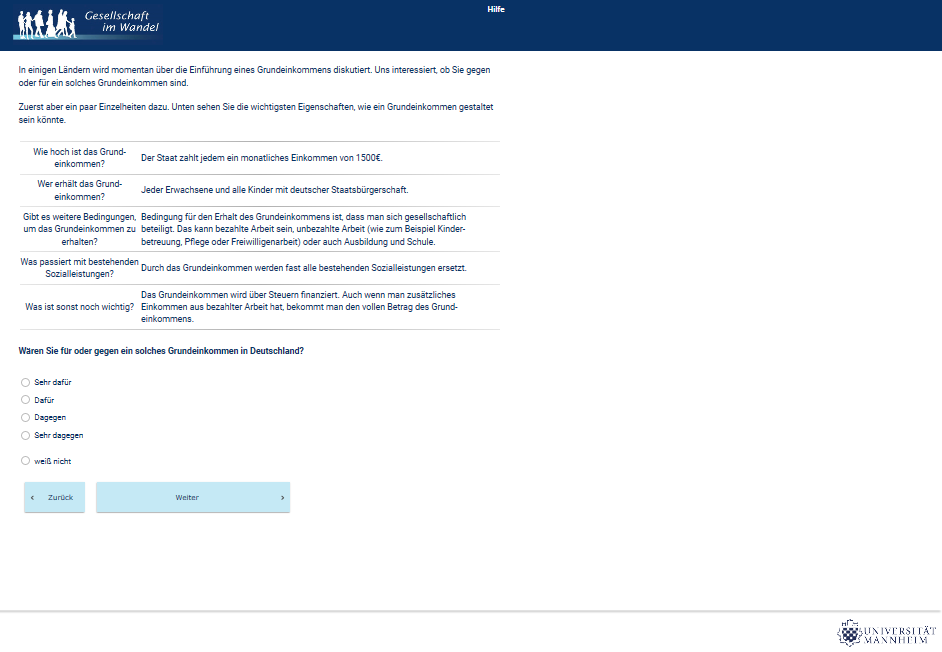 Gesellschaft
im Wandel
Hilfe
In einigen Ländern wird momentan über die Einführung eines Grundeinkommens diskutiert. Uns interessiert, ob Sie gegen
oder für ein solches Grundeinkommen sind.
Zuerst aber ein paar Einzelheiten dazu. Unten sehen Sie die wichtigsten Eigenschaften, wie ein Grundeinkommen gestaltet
sein könnte.
Wie hoch ist das Grund-
einkommen?
Der Staat zahlt jedem ein monatliches Einkommen von 1500€.
Wer erhält das Grund-
einkommen?
Jeder Erwachsene und alle Kinder mit deutscher Staatsbürgerschaft.
Gibt es weitere Bedingungen,
um das Grundeinkommen zu
erhalten?
Bedingung für den Erhalt des Grundeinkommens ist, dass man sich gesellschaftlich
beteiligt. Das kann bezahlte Arbeit sein, unbezahlte Arbeit (wie zum Beispiel Kinder-
betreuung, Pflege oder Freiwilligenarbeit) oder auch Ausbildung und Schule.
Was passiert mit bestehenden
Sozialleistungen?
Durch das Grundeinkommen werden fast alle bestehenden Sozialleistungen ersetzt.
Was ist sonst noch wichtig?
Das Grundeinkommen wird über Steuern finanziert. Auch wenn man zusätzliches
Einkommen aus bezahlter Arbeit hat, bekommt man den vollen Betrag des Grund-
einkommens.
Wären Sie für oder gegen ein solches Grundeinkommen in Deutschland?
Sehr dafür
Dafür
Dagegen
Sehr dagegen
weiß nicht
‹ Zurück
Weiter ›
UNIVERSITÄT
MANNHEIM